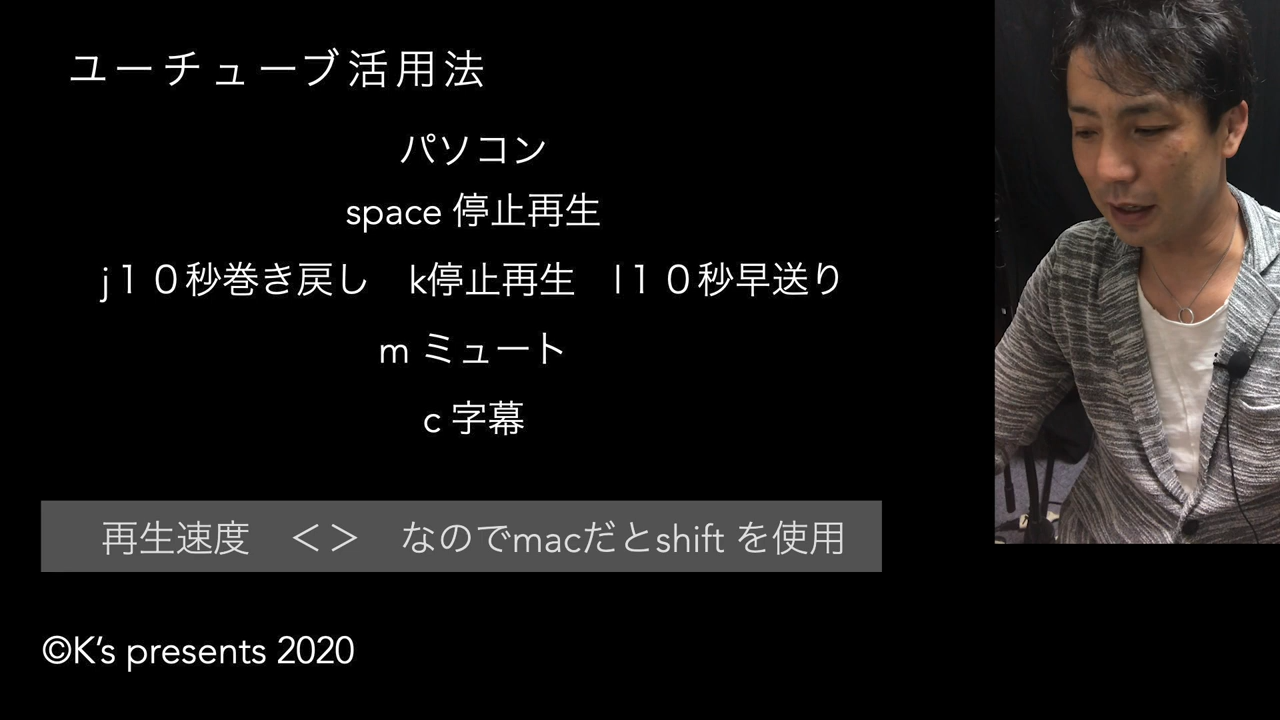 ユーチューブ活用法
パソコン
space 停止再生
j１０秒巻き戻し　k停止再生　l１０秒早送り
m ミュート
c 字幕
再生速度　＜＞　なのでmacだとshift を使用
©K’s presents 2020